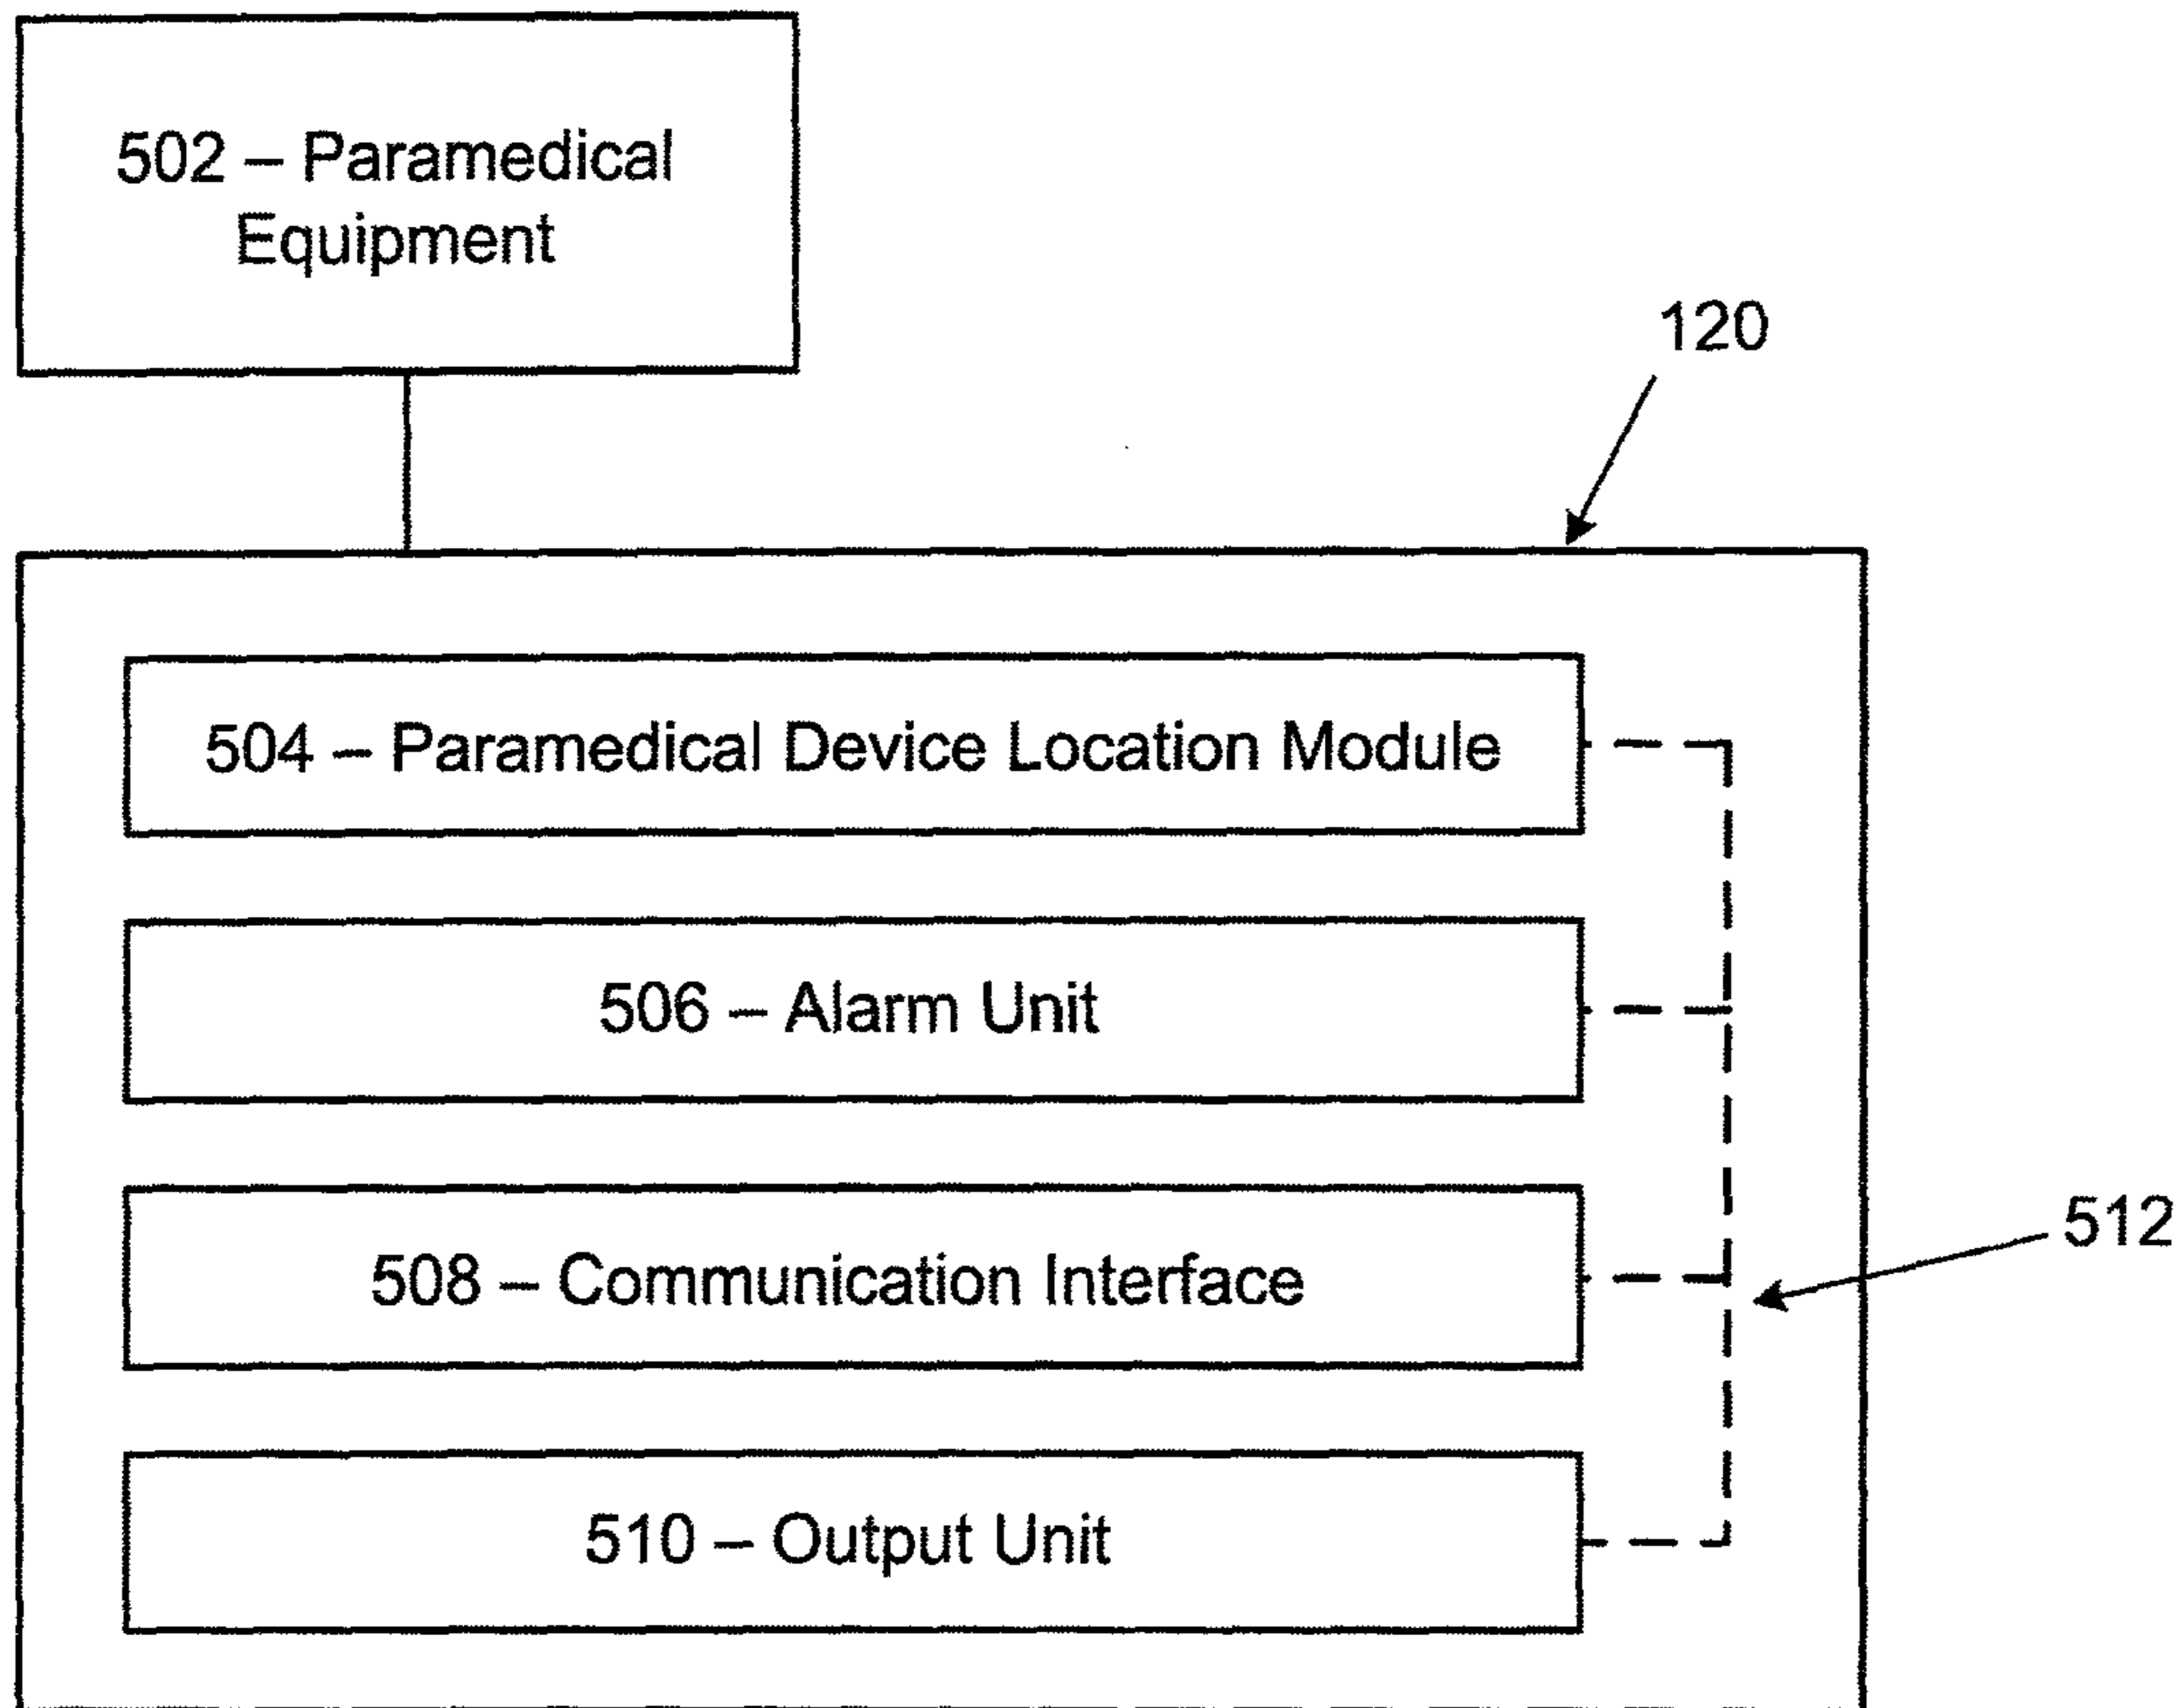 502 – Paramedical
Equipment
120
504 – Paramedical Device Location Module
506 – Alarm Unit
512
508 – Communication Interface
510 – Output Unit